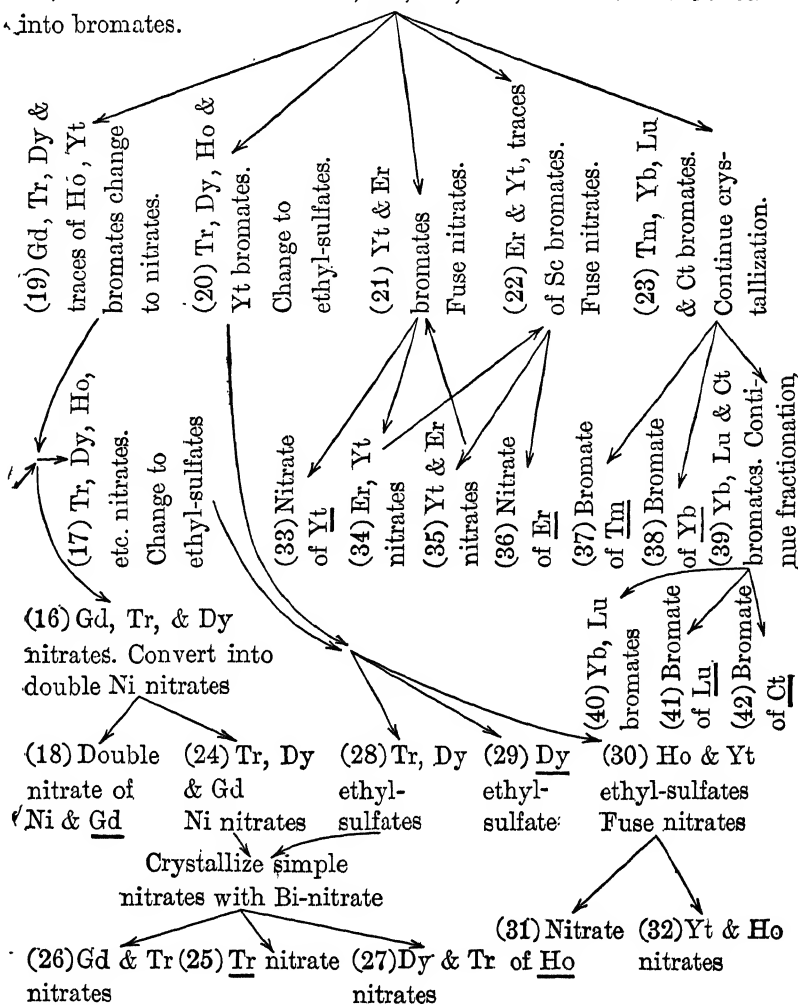 into bromates.
(19) Gd, Tr, Dy &
traces of Ho, Yt
bromates change
to nitrates.
(20) Tr, Dy, Ho &
Yt bromates.
Change to
ethyl-sulfates.
(21) Yt & Er
bromates
Fuse nitrates.
(22) Er & Yt, traces
of Sc bromates.
Fuse nitrates.
(23) Tm, Yb, Lu
& Ct bromates.
Continue crys-
tallization.
(17) Tr, Dy, Ho,
etc. nitrates.
Change to
ethyl-sulfates
(33) Nitrate
of Yt
(34) Er, Yt
nitrates
(35) Yt & Er
nitrates
(36) Nitrate
of Er
(37) Bromate
of Tm
(38) Bromate
of Yb
(39) Yb, Lu & Ct
bromates. Conti-
nue fractionation,
(16) Gd, Tr, & Dy
nitrates. Convert into
double Ni nitrates
(40) Yb, Lu
bromates
(41) Bromate
of Lu
(42) Bromate
of Ct
(18) Double
nitrate of
Ni & Gd
(24) Tr, Dy
& Gd
Ni nitrates
(28) Tr, Dy
ethyl-
sulfates
(29) Dy
ethyl-
sulfate
(30) Ho & Yt
ethyl-sulfates
Fuse nitrates
Crystallize simple
nitrates with Bi-nitrate
(26) Gd & Tr
nitrates
(25) Tr nitrate
(27) Dy & Tr
nitrates
(31) Nitrate
of Ho
(32) Yt & Ho
nitrates